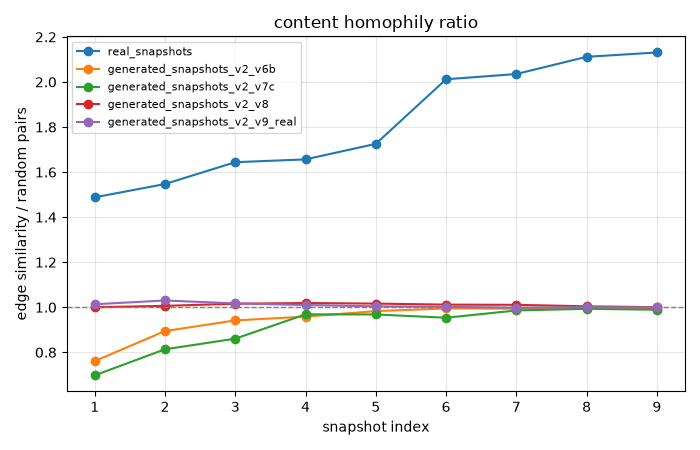 content homophily ratio
real_snapshots
generated_snapshots_v2_v6b
generated_snapshots_v2_v7c
generated_snapshots_v2_v8
generated_snapshots_v2_v9_real
edge similarity / random pairs
2.2
2.0
1.8
1.6
1.4
1.2
1.0
0.8
1 2 3 4 5 6 7 8 9
snapshot index